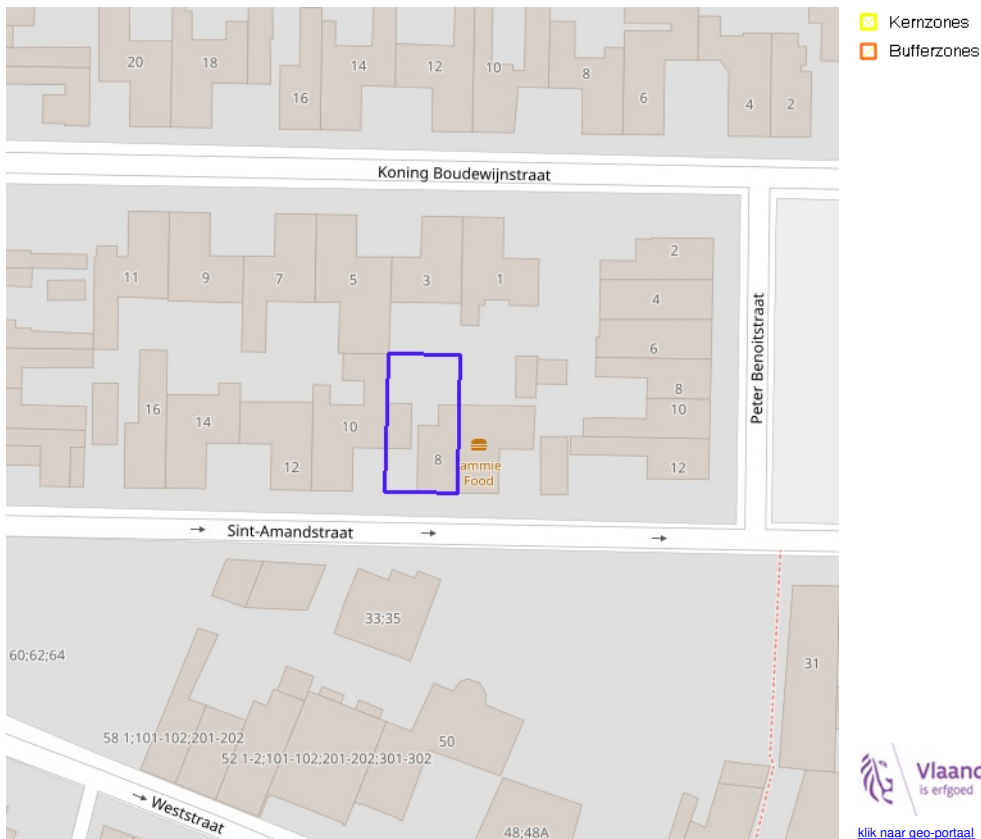 Kernzones
Bufferzones
20
18
16
14
12
10
8
6
4
2
Koning Boudewijnstraat
11
9
7
5
3
1
2
4
6
8
10
12
Peter Benoitstraat
16
14
12
10
8
ammie
Food
Sint-Amandstraat
33;35
60;62;64
31
58 1;101-102;201-202
52 1-2;101-102;201-202;301-302
50
Weststraat
48;48A
Vlaand
is erfgoed
klik naar geo-portaal